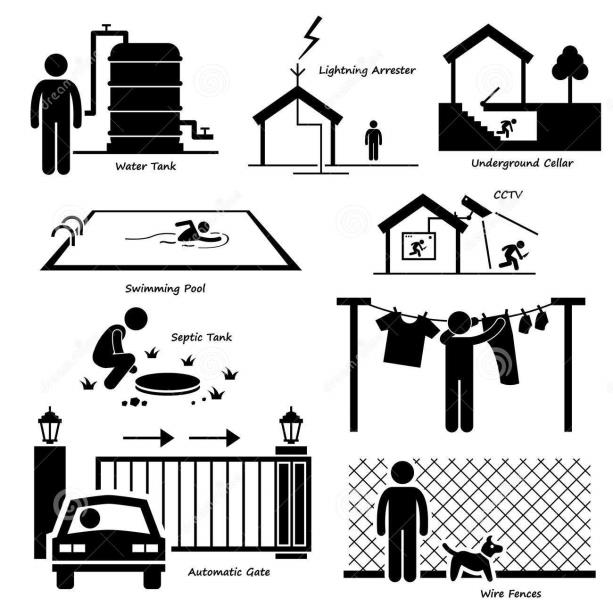 Lightning Arrester
Water Tank
Underground Cellar
CCTV
Swimming Pool
Septic Tank
Automatic Gate
Wire Fences